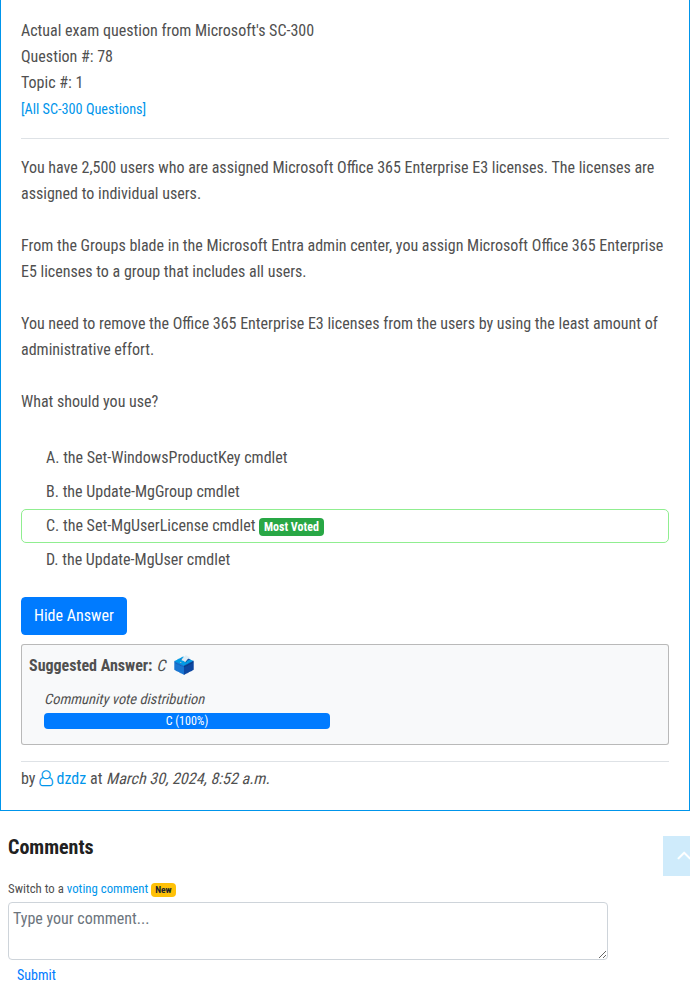 Actual exam question from Microsoft's SC-300
Question #: 78
Topic #: 1
[All SC-300 Questions]
You have 2,500 users who are assigned Microsoft Office 365 Enterprise E3 licenses. The licenses are
assigned to individual users.
From the Groups blade in the Microsoft Entra admin center, you assign Microsoft Office 365 Enterprise
E5 licenses to a group that includes all users.
You need to remove the Office 365 Enterprise E3 licenses from the users by using the least amount of
administrative effort.
What should you use?
A. the Set-WindowsProductKey cmdlet
B. the Update-MgGroup cmdlet
C. the Set-MgUserLicense cmdlet Most Voted
D. the Update-MgUser cmdlet
Hide Answer
Suggested Answer: C
Community vote distribution
C (100%)
by dzdz at March 30, 2024, 8:52 a.m.
Comments
Switch to a voting comment New
Type your comment...
Submit